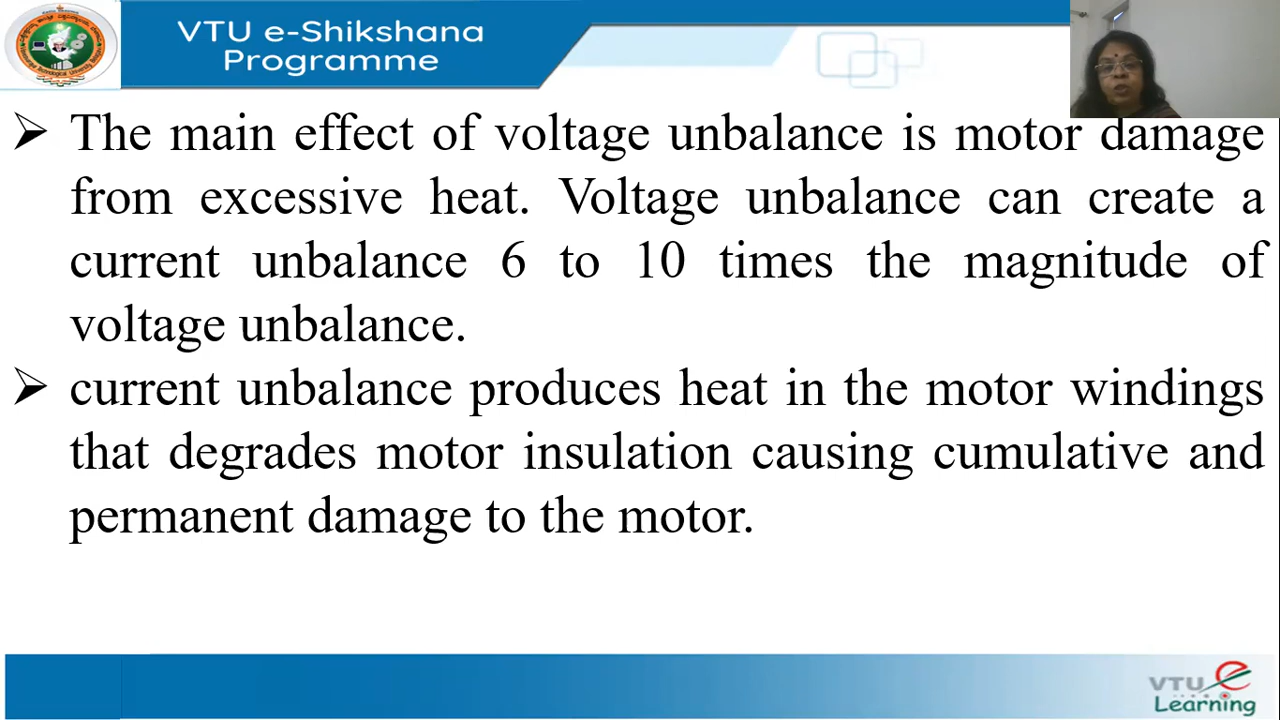 VTU e-Shikshana
Programme
➢ The main effect of voltage unbalance is motor damage
from excessive heat. Voltage unbalance can create a
current unbalance 6 to 10 times the magnitude of
voltage unbalance.
➢ current unbalance produces heat in the motor windings
that degrades motor insulation causing cumulative and
permanent damage to the motor.
VTU e
Learning